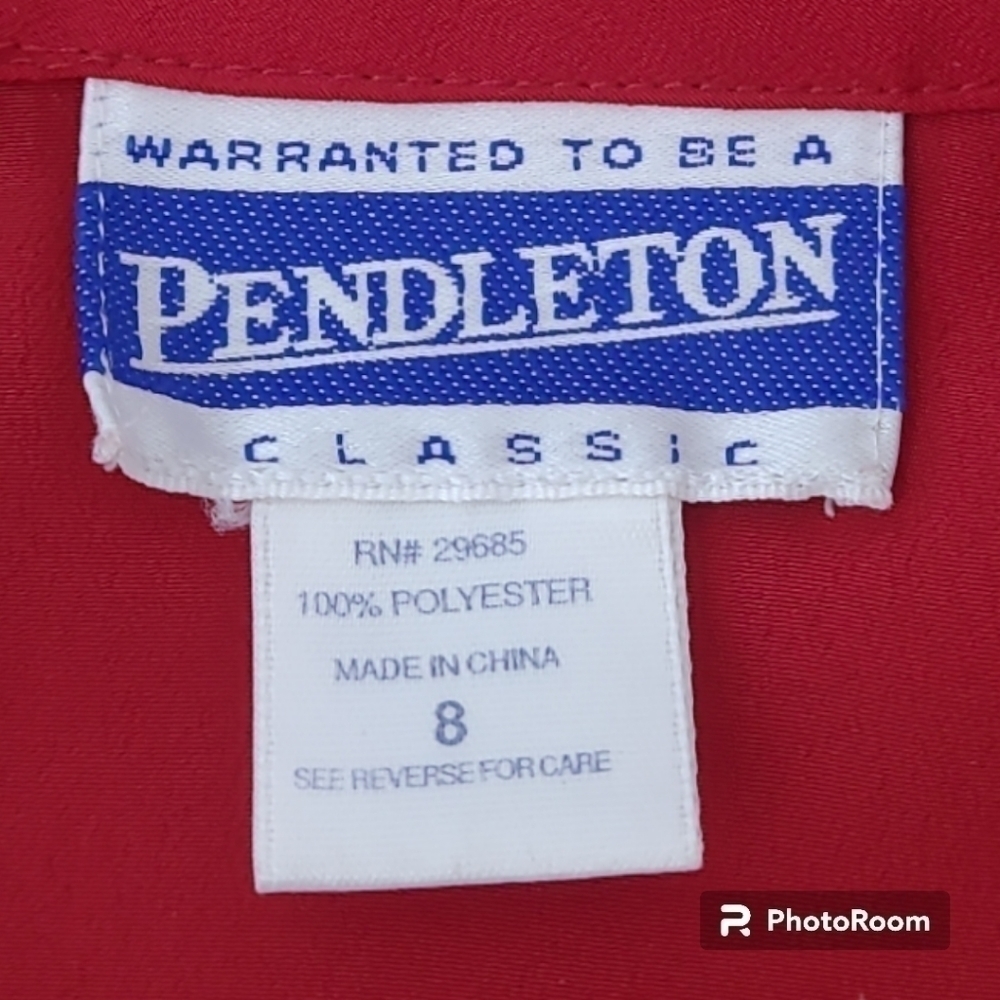 WARRANTED TO BE A
PENDLETON
CLASSIC
RN# 29685
100% POLYESTER
MADE IN CHINA
8
SEE REVERSE FOR CARE
PhotoRoom